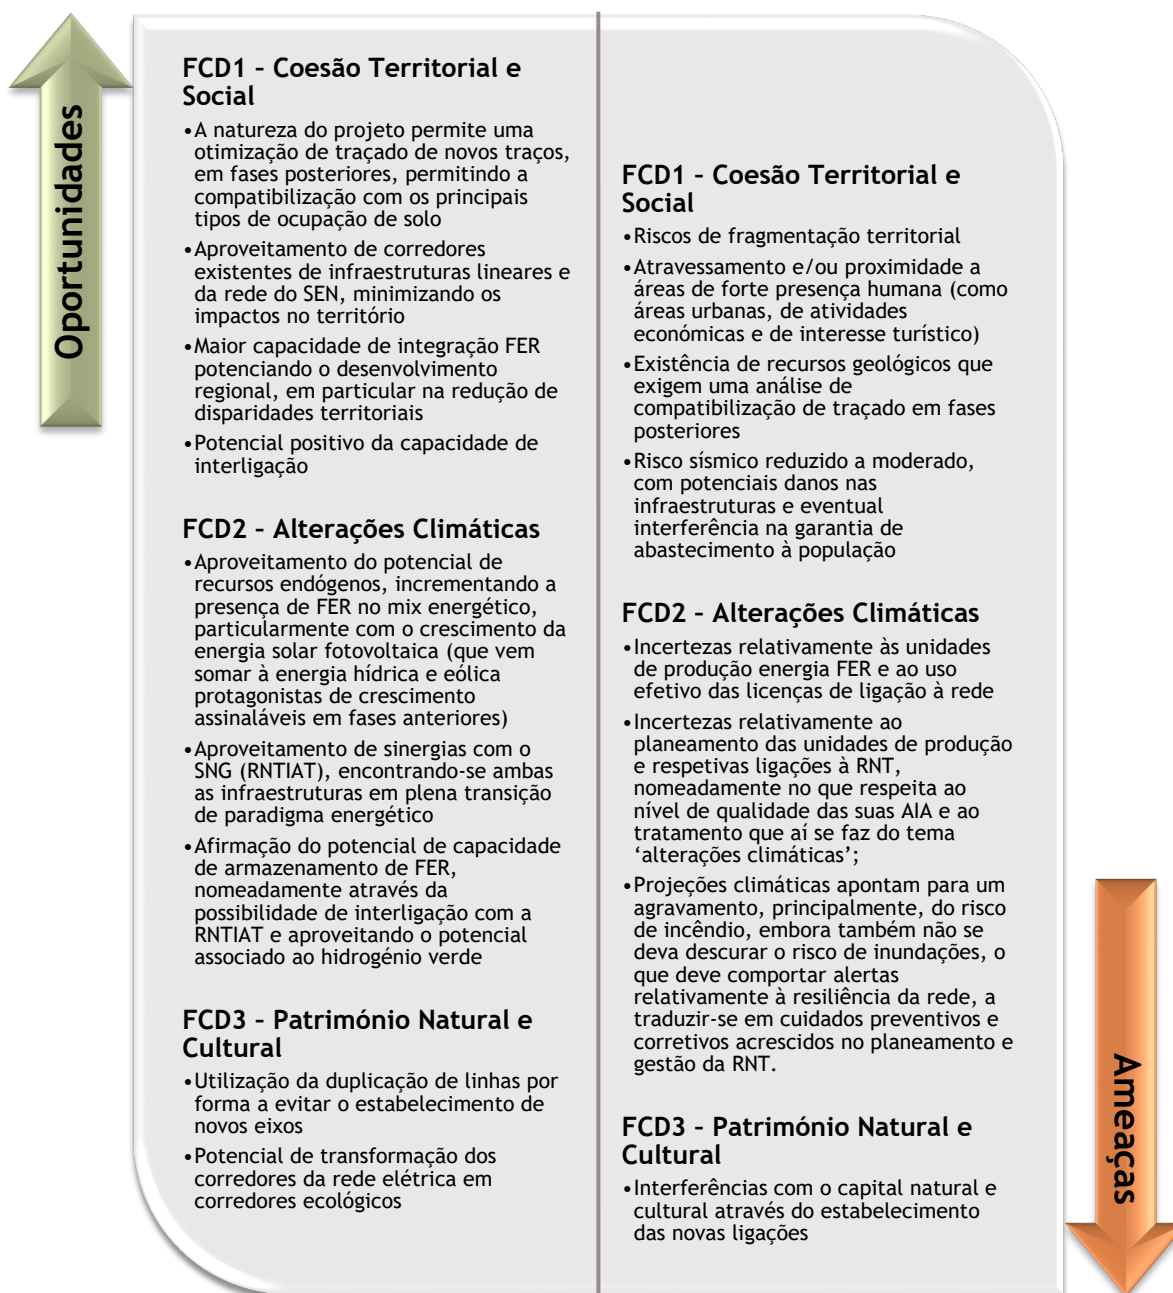 Oportunidades
FCD1 – Coesão Territorial e
Social
•A natureza do projeto permite uma
otimização de traçado de novos traços,
em fases posteriores, permitindo a
compatibilização com os principais
tipos de ocupação de solo
•Aproveitamento de corredores
existentes de infraestruturas lineares e
da rede do SEN, minimizando os
impactos no território
•Maior capacidade de integração FER
potenciando o desenvolvimento
regional, em particular na redução de
disparidades territoriais
•Potencial positivo da capacidade de
interligação
FCD2 – Alterações Climáticas
•Aproveitamento do potencial de
recursos endógenos, incrementando a
presença de FER no mix energético,
particularmente com o crescimento da
energia solar fotovoltaica (que vem
somar à energia hídrica e eólica
protagonistas de crescimento
assinaláveis em fases anteriores)
•Aproveitamento de sinergias com o
SNG (RNTIAT), encontrando-se ambas
as infraestruturas em plena transição
de paradigma energético
•Afirmação do potencial de capacidade
de armazenamento de FER,
nomeadamente através da
possibilidade de interligação com a
RNTIAT e aproveitando o potencial
associado ao hidrogénio verde
FCD3 – Património Natural e
Cultural
•Utilização da duplicação de linhas por
forma a evitar o estabelecimento de
novos eixos
•Potencial de transformação dos
corredores da rede elétrica em
corredores ecológicos
FCD1 – Coesão Territorial e
Social
•Riscos de fragmentação territorial
•Atravessamento e/ou proximidade a
áreas de forte presença humana (como
áreas urbanas, de atividades
económicas e de interesse turístico)
•Existência de recursos geológicos que
exigem uma análise de
compatibilização de traçado em fases
posteriores
•Risco sísmico reduzido a moderado,
com potenciais danos nas
infraestruturas e eventual
interferência na garantia de
abastecimento à população
FCD2 – Alterações Climáticas
•Incertezas relativamente às unidades
de produção energia FER e ao uso
efetivo das licenças de ligação à rede
•Incertezas relativamente ao
planeamento das unidades de produção
e respetivas ligações à RNT,
nomeadamente no que respeita ao
nível de qualidade das suas AIA e ao
tratamento que aí se faz do tema
‘alterações climáticas’;
•Projeções climáticas apontam para um
agravamento, principalmente, do risco
de incêndio, embora também não se
deva descurar o risco de inundações, o
que deve comportar alertas
relativamente à resiliência da rede, a
traduzir-se em cuidados preventivos e
corretivos acrescidos no planeamento e
gestão da RNT.
FCD3 – Património Natural e
Cultural
•Interferências com o capital natural e
cultural através do estabelecimento
das novas ligações
Ameaças